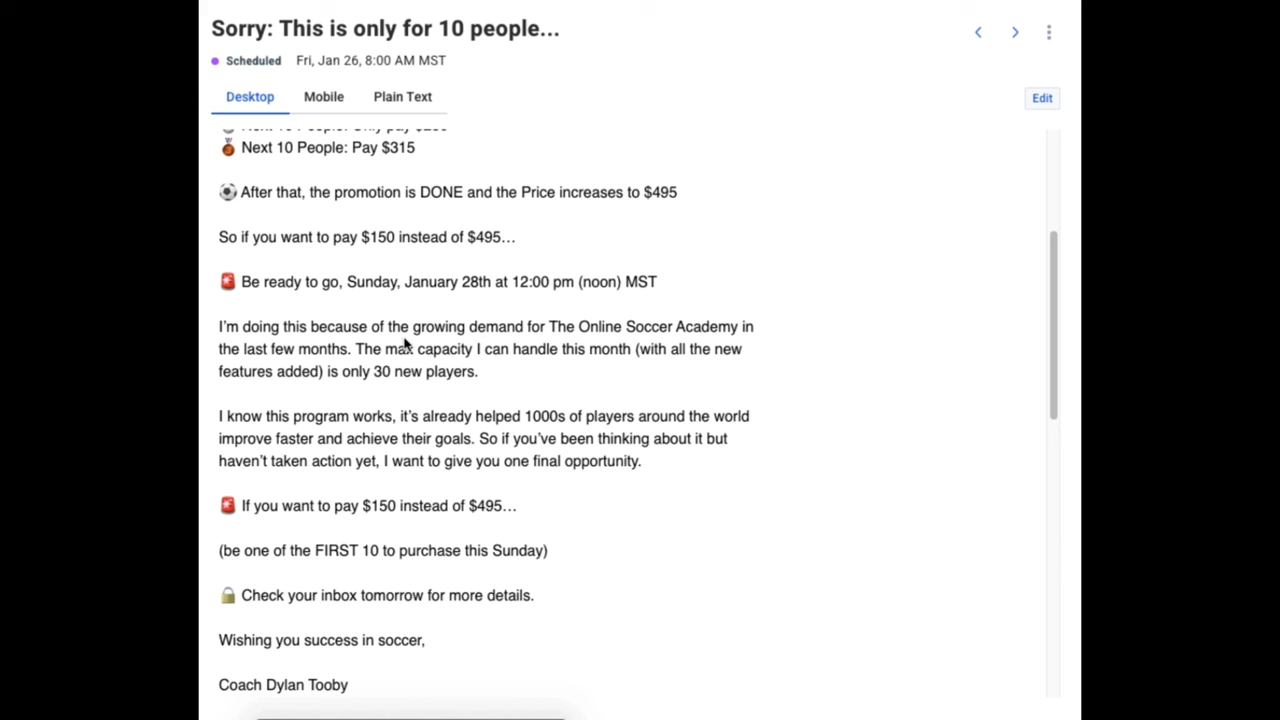 Sorry: This is only for 10 people...
Scheduled Fri, Jan 26, 8:00 AM MST
Desktop Mobile Plain Text
Edit
Next 10 People: Only pay
Next 10 People: Pay $315
After that, the promotion is DONE and the Price increases to $495
So if you want to pay $150 instead of $495…
Be ready to go, Sunday, January 28th at 12:00 pm (noon) MST
I'm doing this because of the growing demand for The Online Soccer Academy in
the last few months. The max capacity I can handle this month (with all the new
features added) is only 30 new players.
I know this program works, it's already helped 1000s of players around the world
improve faster and achieve their goals. So if you've been thinking about it but
haven't taken action yet, I want to give you one final opportunity.
If you want to pay $150 instead of $495…
(be one of the FIRST 10 to purchase this Sunday)
Check your inbox tomorrow for more details.
Wishing you success in soccer,
Coach Dylan Tooby